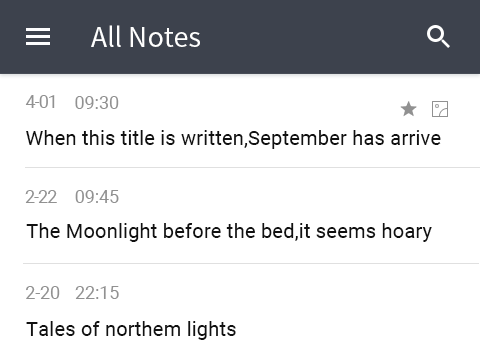 All Notes
4-01 09:30
When this title is written,September has arrive
2-22 09:45
The Moonlight before the bed,it seems hoary
2-20 22:15
Tales of northem lights